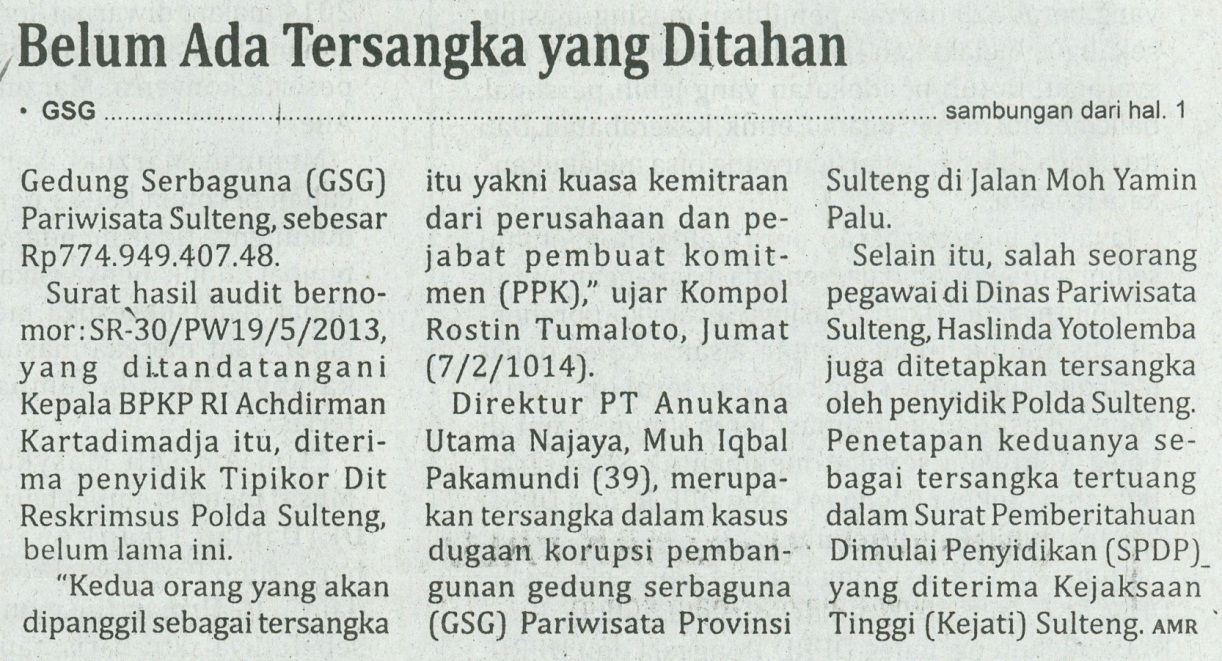 Belum Ada Tersangka yang Ditahan
• GSG ........................ sambungan dari hal. 1
Gedung Serbaguna (GSG)
Pariwisata Sulteng, sebesar
Rp774.949.407.48.
Surat hasil audit berno-
mor: SR-30/PW19/5/2013,
yang ditandatangani
Kepala BPKP RI Achdirman
Kartadimadja itu, diteri-
ma penyidik Tipikor Dit
Reskrimsus Polda Sulteng,
belum lama ini.
“Kedua orang yang akan
dipanggil sebagai tersangka
itu yakni kuasa kemitraan
dari perusahaan dan pe-
jabat pembuat komit-
men (PPK),” ujar Kompol
Rostin Tumaloto, Jumat
(7/2/1014).
Direktur PT Anukana
Utama Najaya, Muh Iqbal
Pakamundi (39), merupa-
kan tersangka dalam kasus
dugaan korupsi pemban-
gunan gedung serbaguna
(GSG) Pariwisata Provinsi
Sulteng di Jalan Moh Yamin
Palu.
Selain itu, salah seorang
pegawai di Dinas Pariwisata
Sulteng, Haslinda Yotolemba
juga ditetapkan tersangka
oleh penyidik Polda Sulteng.
Penetapan keduanya se-
bagai tersangka tertuang
dalam Surat Pemberitahuan
Dimulai Penyidikan (SPDP)
yang diterima Kejaksaan
Tinggi (Kejati) Sulteng. AMR